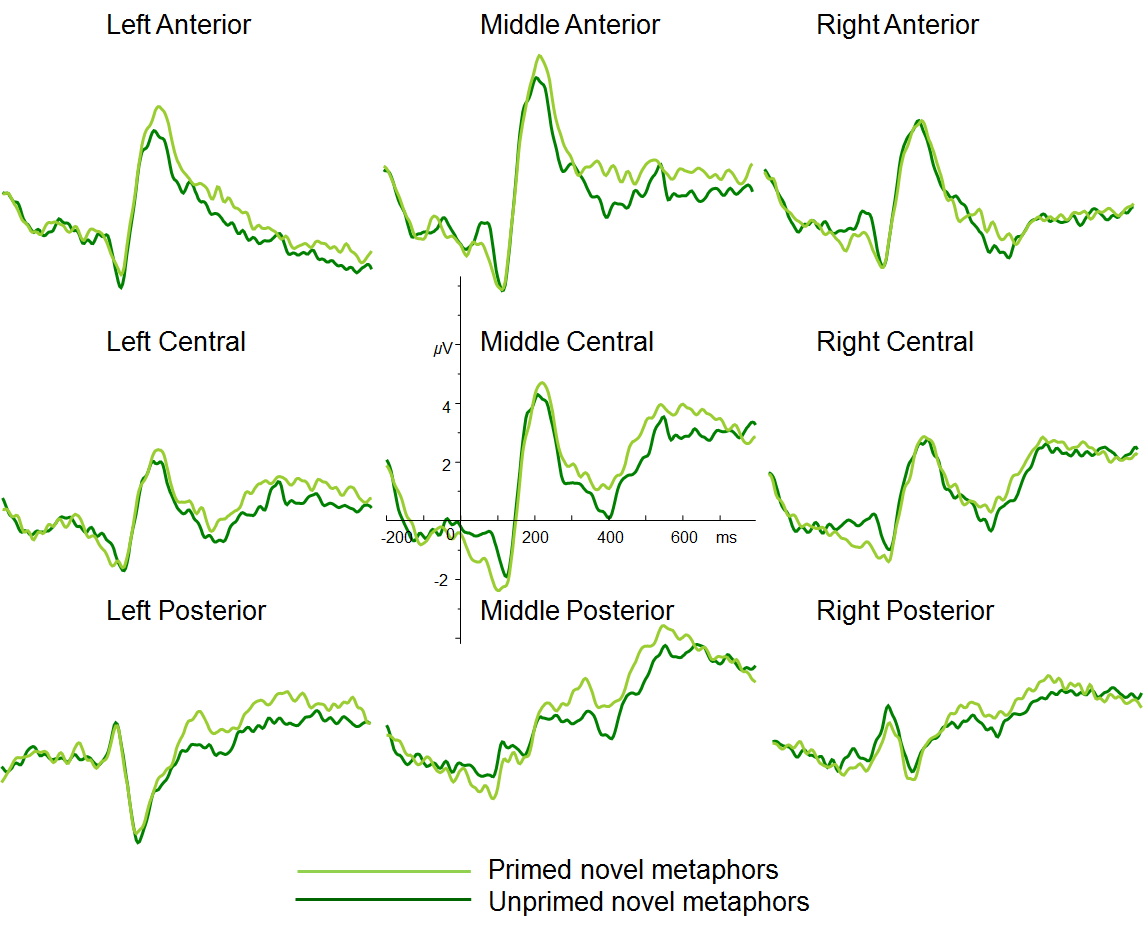 Left Anterior
Middle Anterior
Right Anterior
Left Central
Middle Central
Right Central
µV
4
2
-200
0
200
400
600
ms
-2
Left Posterior
Middle Posterior
Right Posterior
Primed novel metaphors
Unprimed novel metaphors